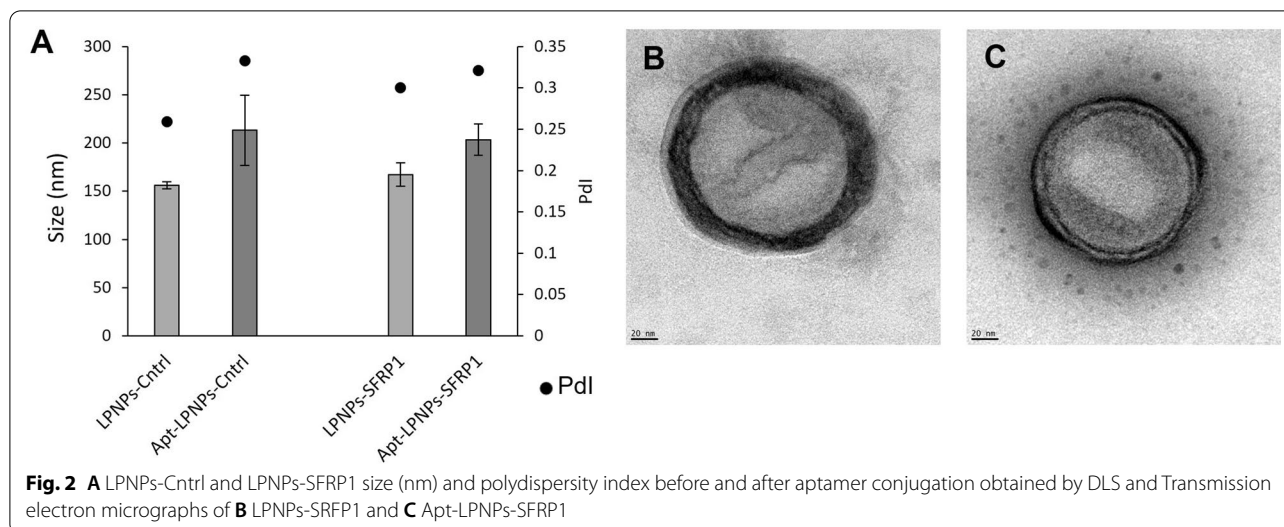 A
300
250
200
150
100
50
0
Size (nm)
0.35
0.3
0.25
0.2
0.15
0.1
0.05
0
PdI
LPNPs-Cntrl
Apt-LPNPs-Cntrl
LPNPs-SFRP1
Apt-LPNPs-SFRP1
PdI
B
20 nm
C
20 nm
Fig. 2 A LPNPs-Cntrl and LPNPs-SFRP1 size (nm) and polydispersity index before and after aptamer conjugation obtained by DLS and Transmission
electron micrographs of B LPNPs-SRFP1 and C Apt-LPNPs-SFRP1